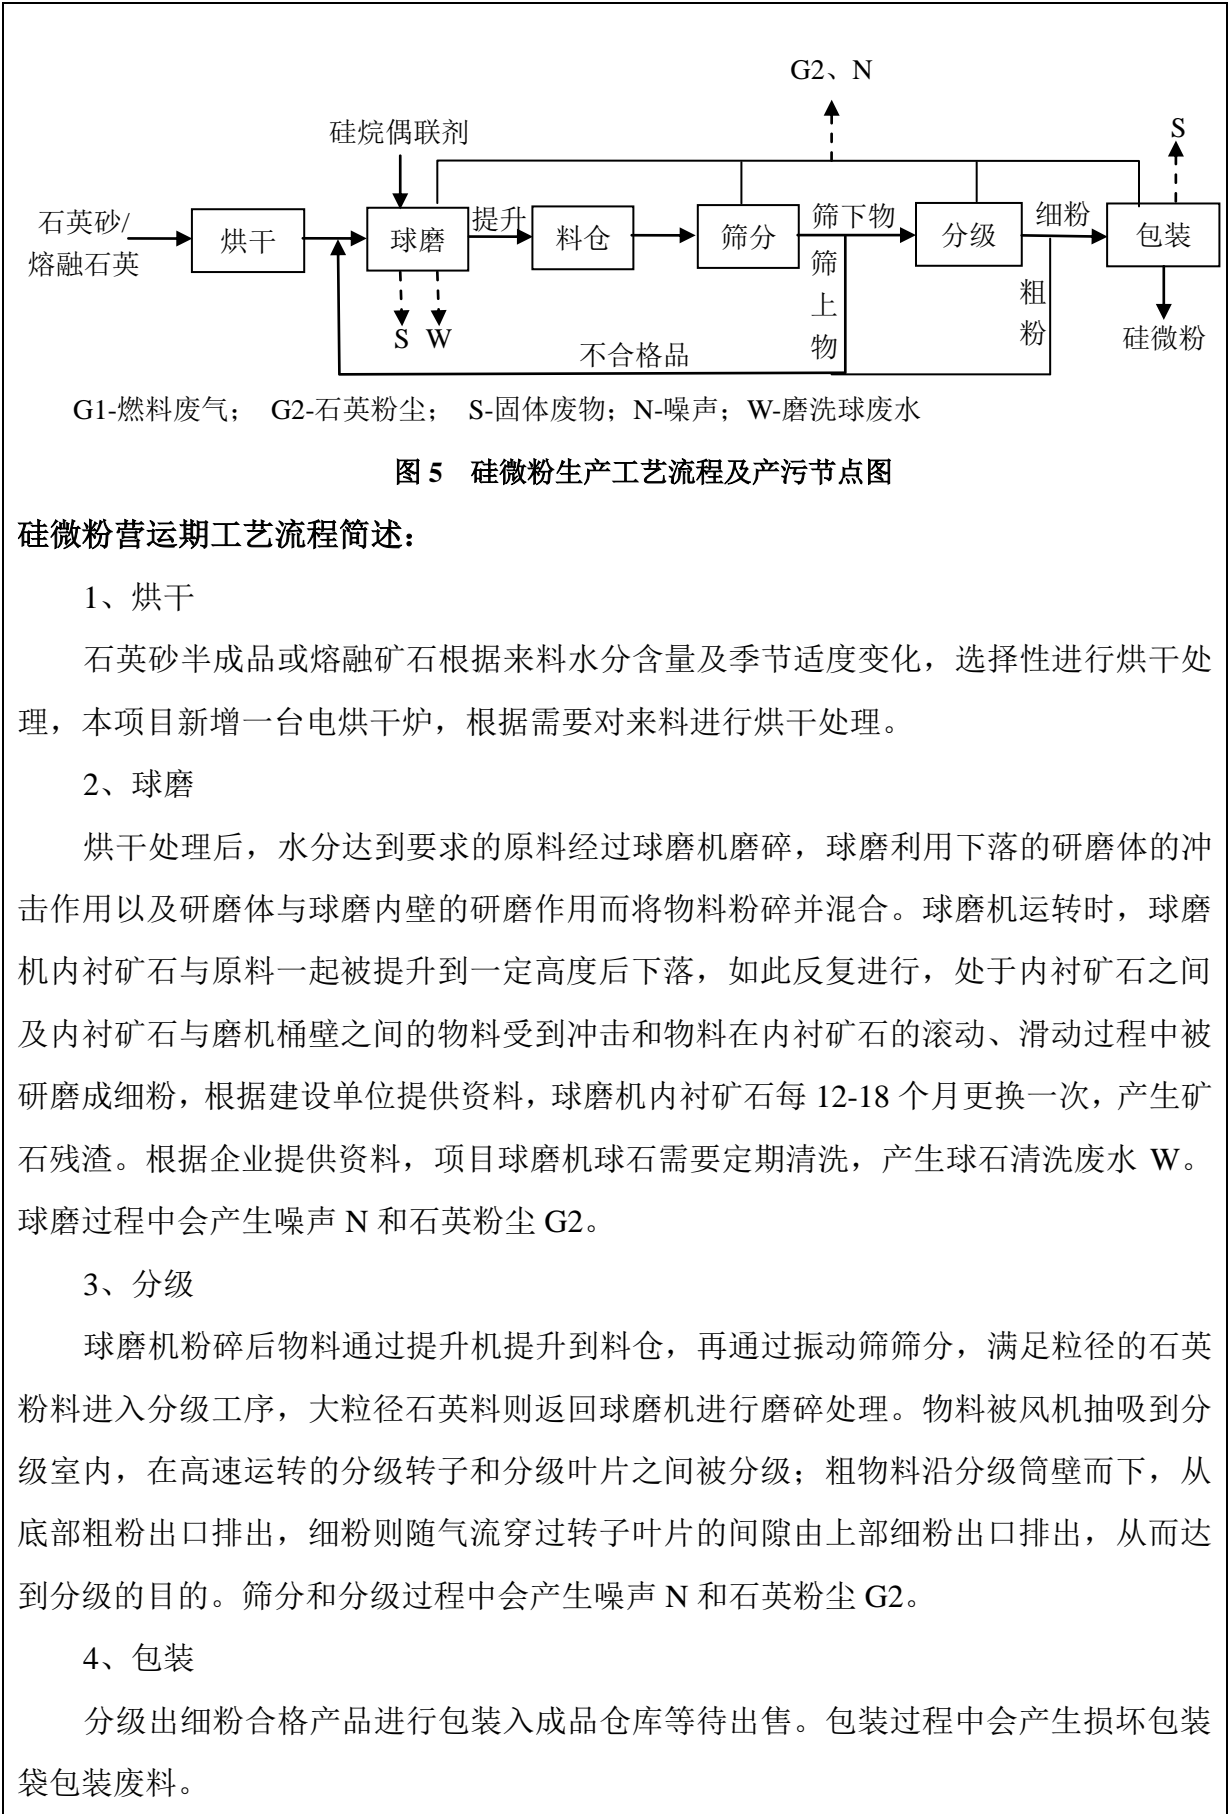 G2、N
硅烷偶联剂
S
石英砂/
熔融石英
烘干
球磨
提升
料仓
筛分
筛下物
分级
细粉
包装
筛
上
物
粗
粉
S W
不合格品
硅微粉
G1-燃料废气； G2-石英粉尘； S-固体废物；N-噪声；W-磨洗球废水
图 5 硅微粉生产工艺流程及产污节点图
硅微粉营运期工艺流程简述：
1、烘干
石英砂半成品或熔融矿石根据来料水分含量及季节适度变化，选择性进行烘干处
理，本项目新增一台电烘干炉，根据需要对来料进行烘干处理。
2、球磨
烘干处理后，水分达到要求的原料经过球磨机磨碎，球磨利用下落的研磨体的冲
击作用以及研磨体与球磨内壁的研磨作用而将物料粉碎并混合。球磨机运转时，球磨
机内衬矿石与原料一起被提升到一定高度后下落，如此反复进行，处于内衬矿石之间
及内衬矿石与磨机桶壁之间的物料受到冲击和物料在内衬矿石的滚动、滑动过程中被
研磨成细粉，根据建设单位提供资料，球磨机内衬矿石每 12-18 个月更换一次，产生矿
石残渣。根据企业提供资料，项目球磨机球石需要定期清洗，产生球石清洗废水 W。
球磨过程中会产生噪声 N 和石英粉尘 G2。
3、分级
球磨机粉碎后物料通过提升机提升到料仓，再通过振动筛筛分，满足粒径的石英
粉料进入分级工序，大粒径石英料则返回球磨机进行磨碎处理。物料被风机抽吸到分
级室内，在高速运转的分级转子和分级叶片之间被分级；粗物料沿分级筒壁而下，从
底部粗粉出口排出，细粉则随气流穿过转子叶片的间隙由上部细粉出口排出，从而达
到分级的目的。筛分和分级过程中会产生噪声 N 和石英粉尘 G2。
4、包装
分级出细粉合格产品进行包装入成品仓库等待出售。包装过程中会产生损坏包装
袋包装废料。